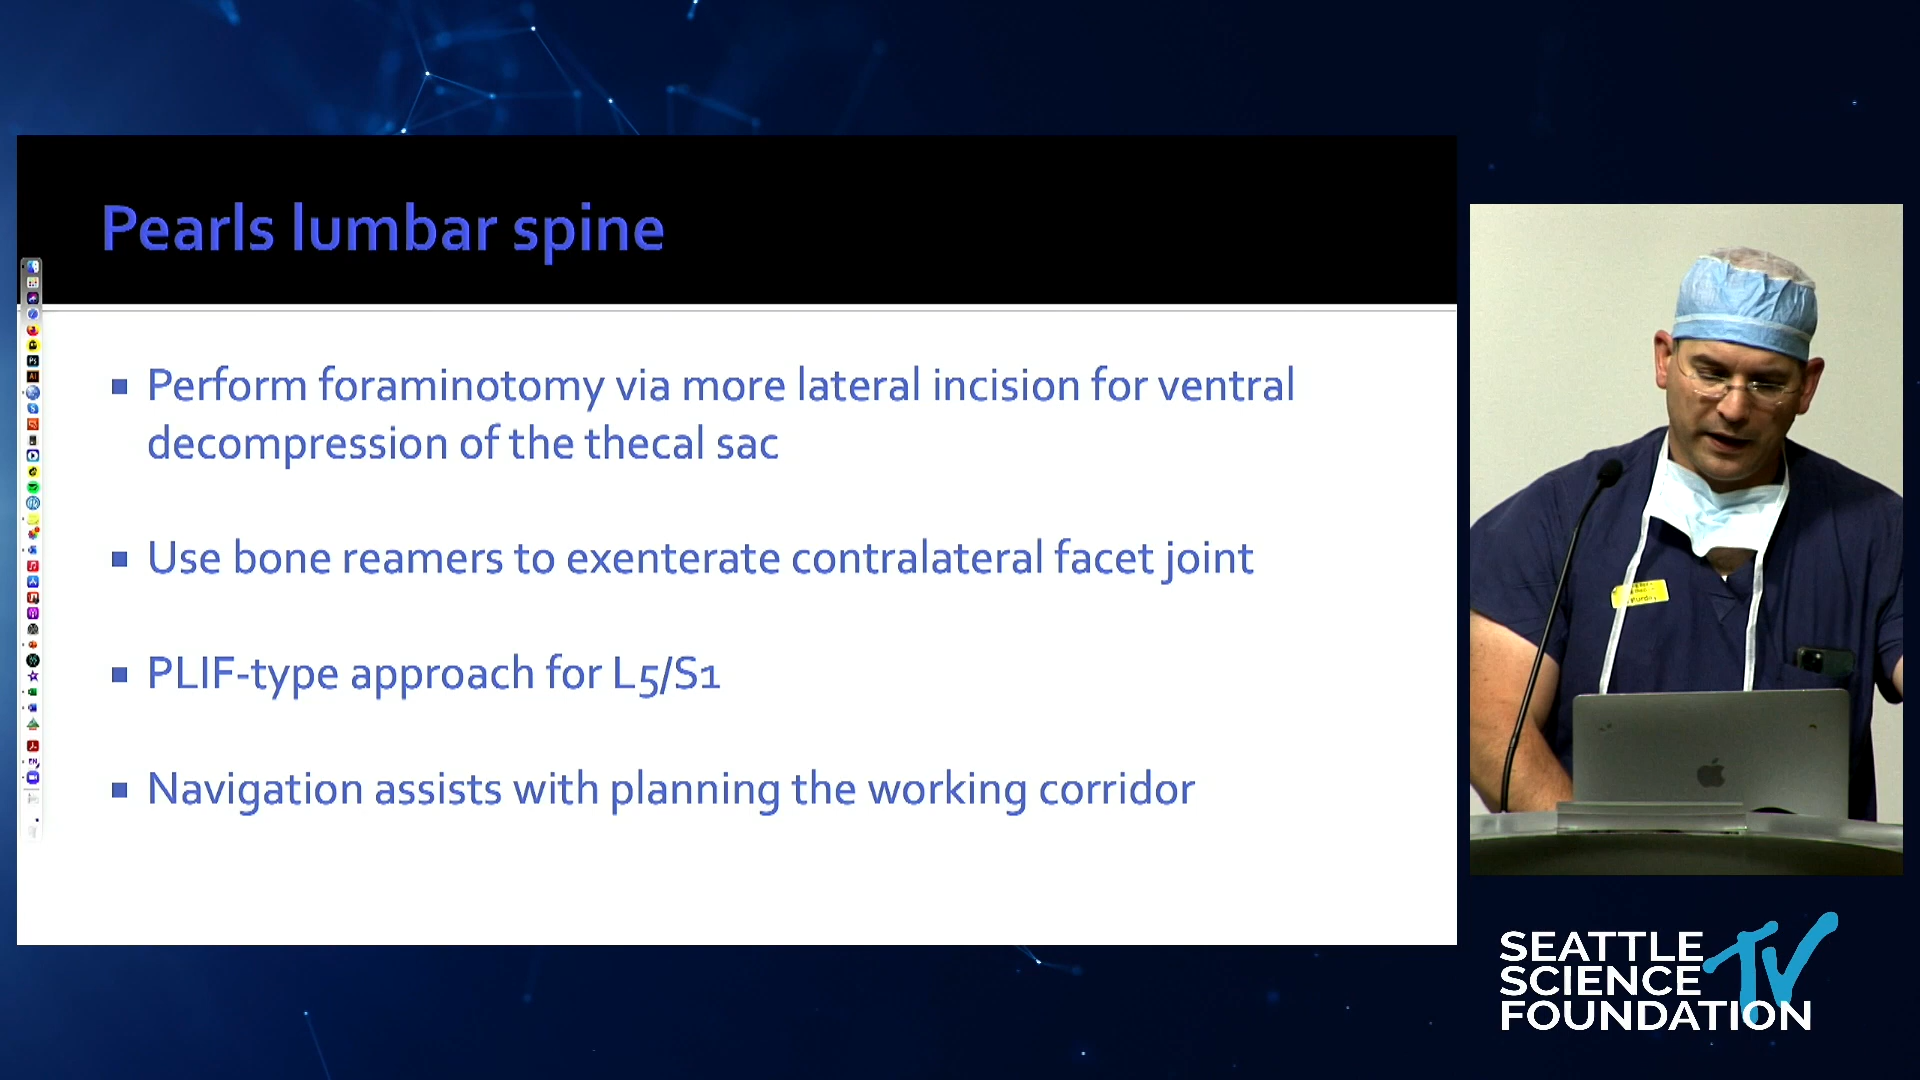 Pearls lumbar spine
Perform foraminotomy via more lateral incision for ventral
decompression of the thecal sac
Use bone reamers to exenterate contralateral facet joint
PLIF-type approach for L5/S1
Navigation assists with planning the working corridor
SEATTLE
SCIENCE
FOUNDATION
TV